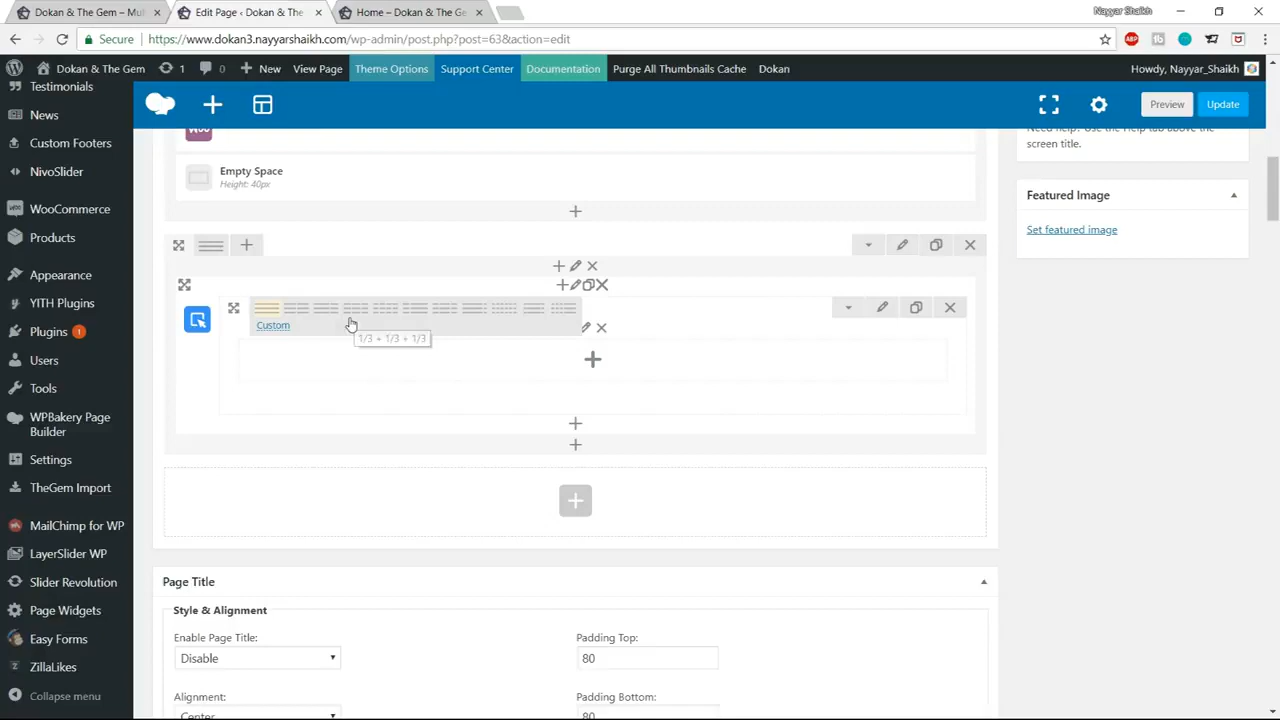 Dokan & The Gem – Mul
Edit Page ‹ Dokan & The
Home – Dokan & The Ge
Nayyar Shaikh
Secure
https://www.dokan3.nayyarshaikh.com/wp-admin/post.php?post=63&action=edit
Dokan & The Gem
1
0
New
View Page
Theme Options
Support Center
Documentation
Purge All Thumbnails Cache
Dokan
Howdy, Nayyar_Shaikh
Testimonials
News
Custom Footers
NivoSlider
WooCommerce
Products
Appearance
YITH Plugins
Plugins 1
Users
Tools
WPBakery Page
Builder
Settings
TheGem Import
MailChimp for WP
LayerSlider WP
Slider Revolution
Page Widgets
Easy Forms
ZillaLikes
Collapse menu
Preview
Update
Woo
Empty Space
Height: 40px
Custom
1/3 + 1/3 + 1/3
Page Title
Style & Alignment
Enable Page Title:
Disable
Padding Top:
80
Alignment:
Center
Padding Bottom:
80
Need help? Use the Help tab above the
screen title.
Featured Image
Set featured image